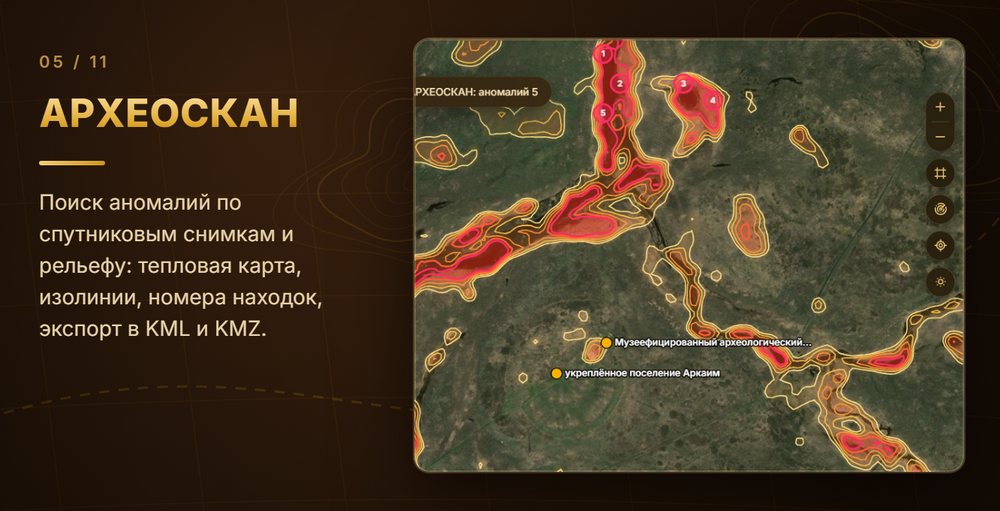 05 / 11
АРХЕОСКАН
Поиск аномалий по
спутниковым снимкам и
рельефу: тепловая карта,
изолинии, номера находок,
экспорт в KML и KMZ.
РХЕОСКАН: аномалий 5
1
2
3
4
5
Музеефицированный археологический...
укреплённое поселение Аркаим